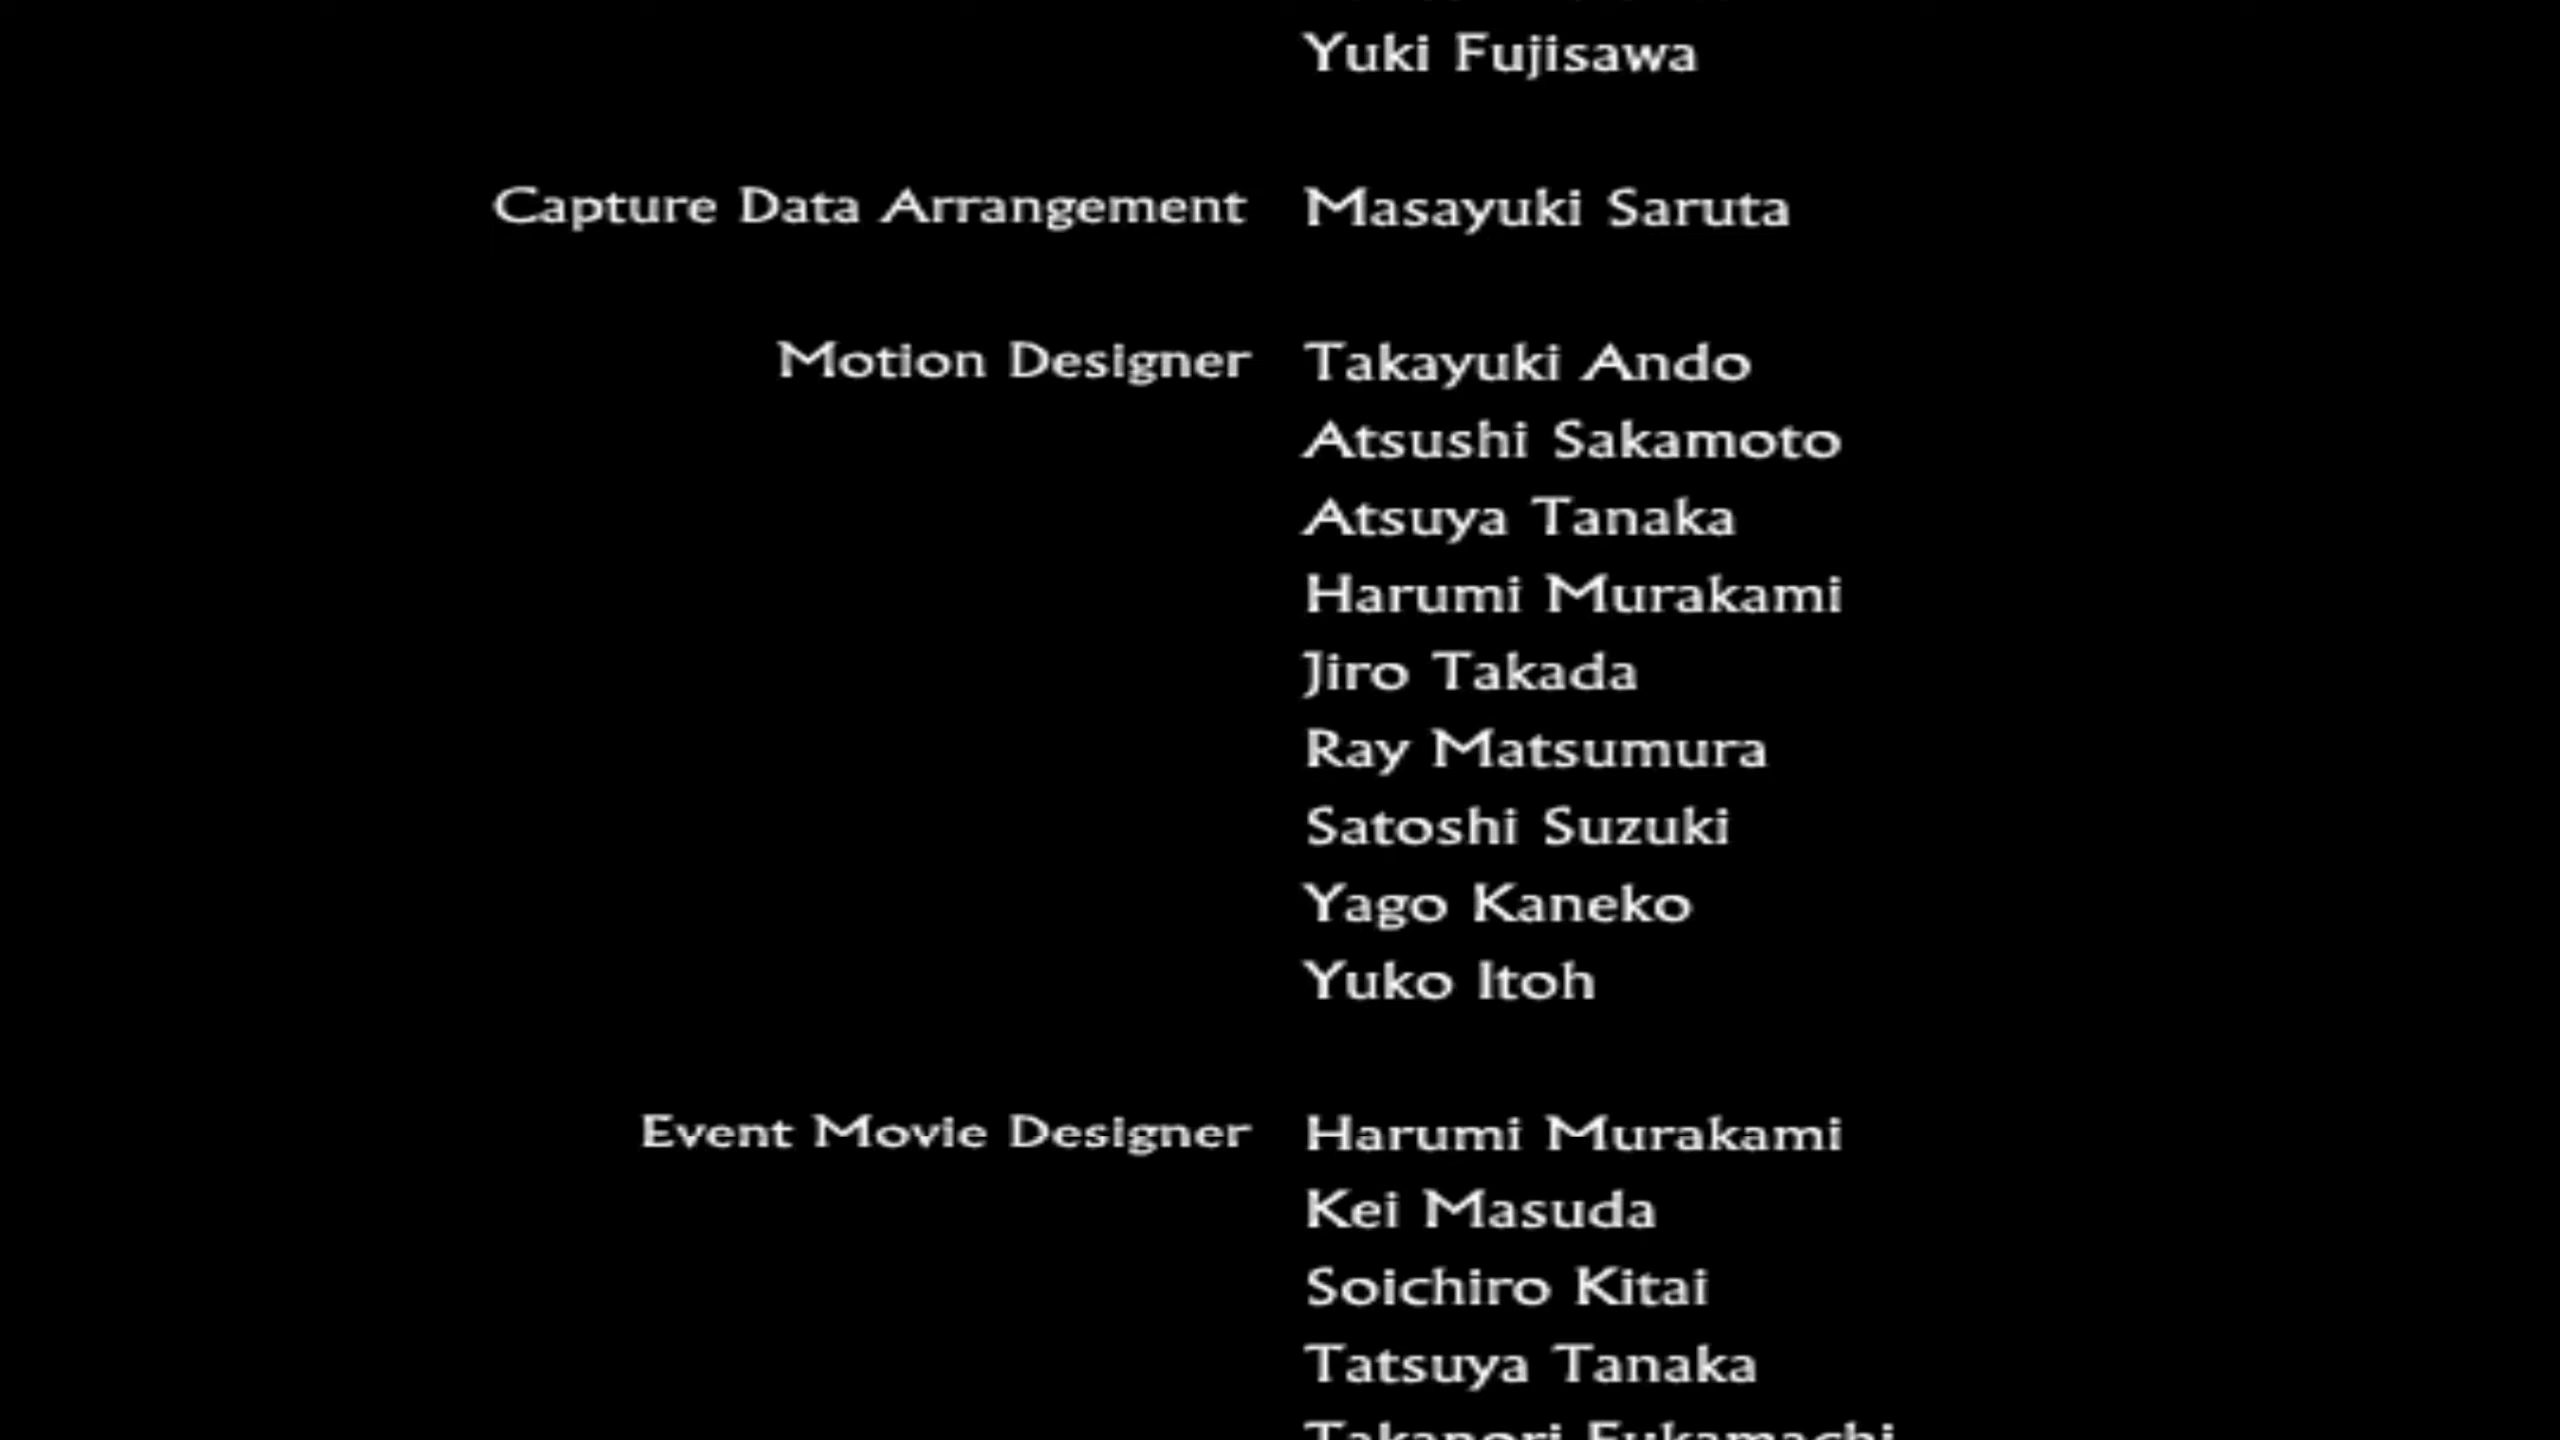 Yuki Fujisawa
Capture Data Arrangement Masayuki Saruta
Motion Designer Takayuki Ando
Atsushi Sakamoto
Atsuya Tanaka
Harumi Murakami
Jiro Takada
Ray Matsumura
Satoshi Suzuki
Yago Kaneko
Yuko Itoh
Event Movie Designer Harumi Murakami
Kei Masuda
Soichiro Kitai
Tatsuya Tanaka
Takanori Fukamachi